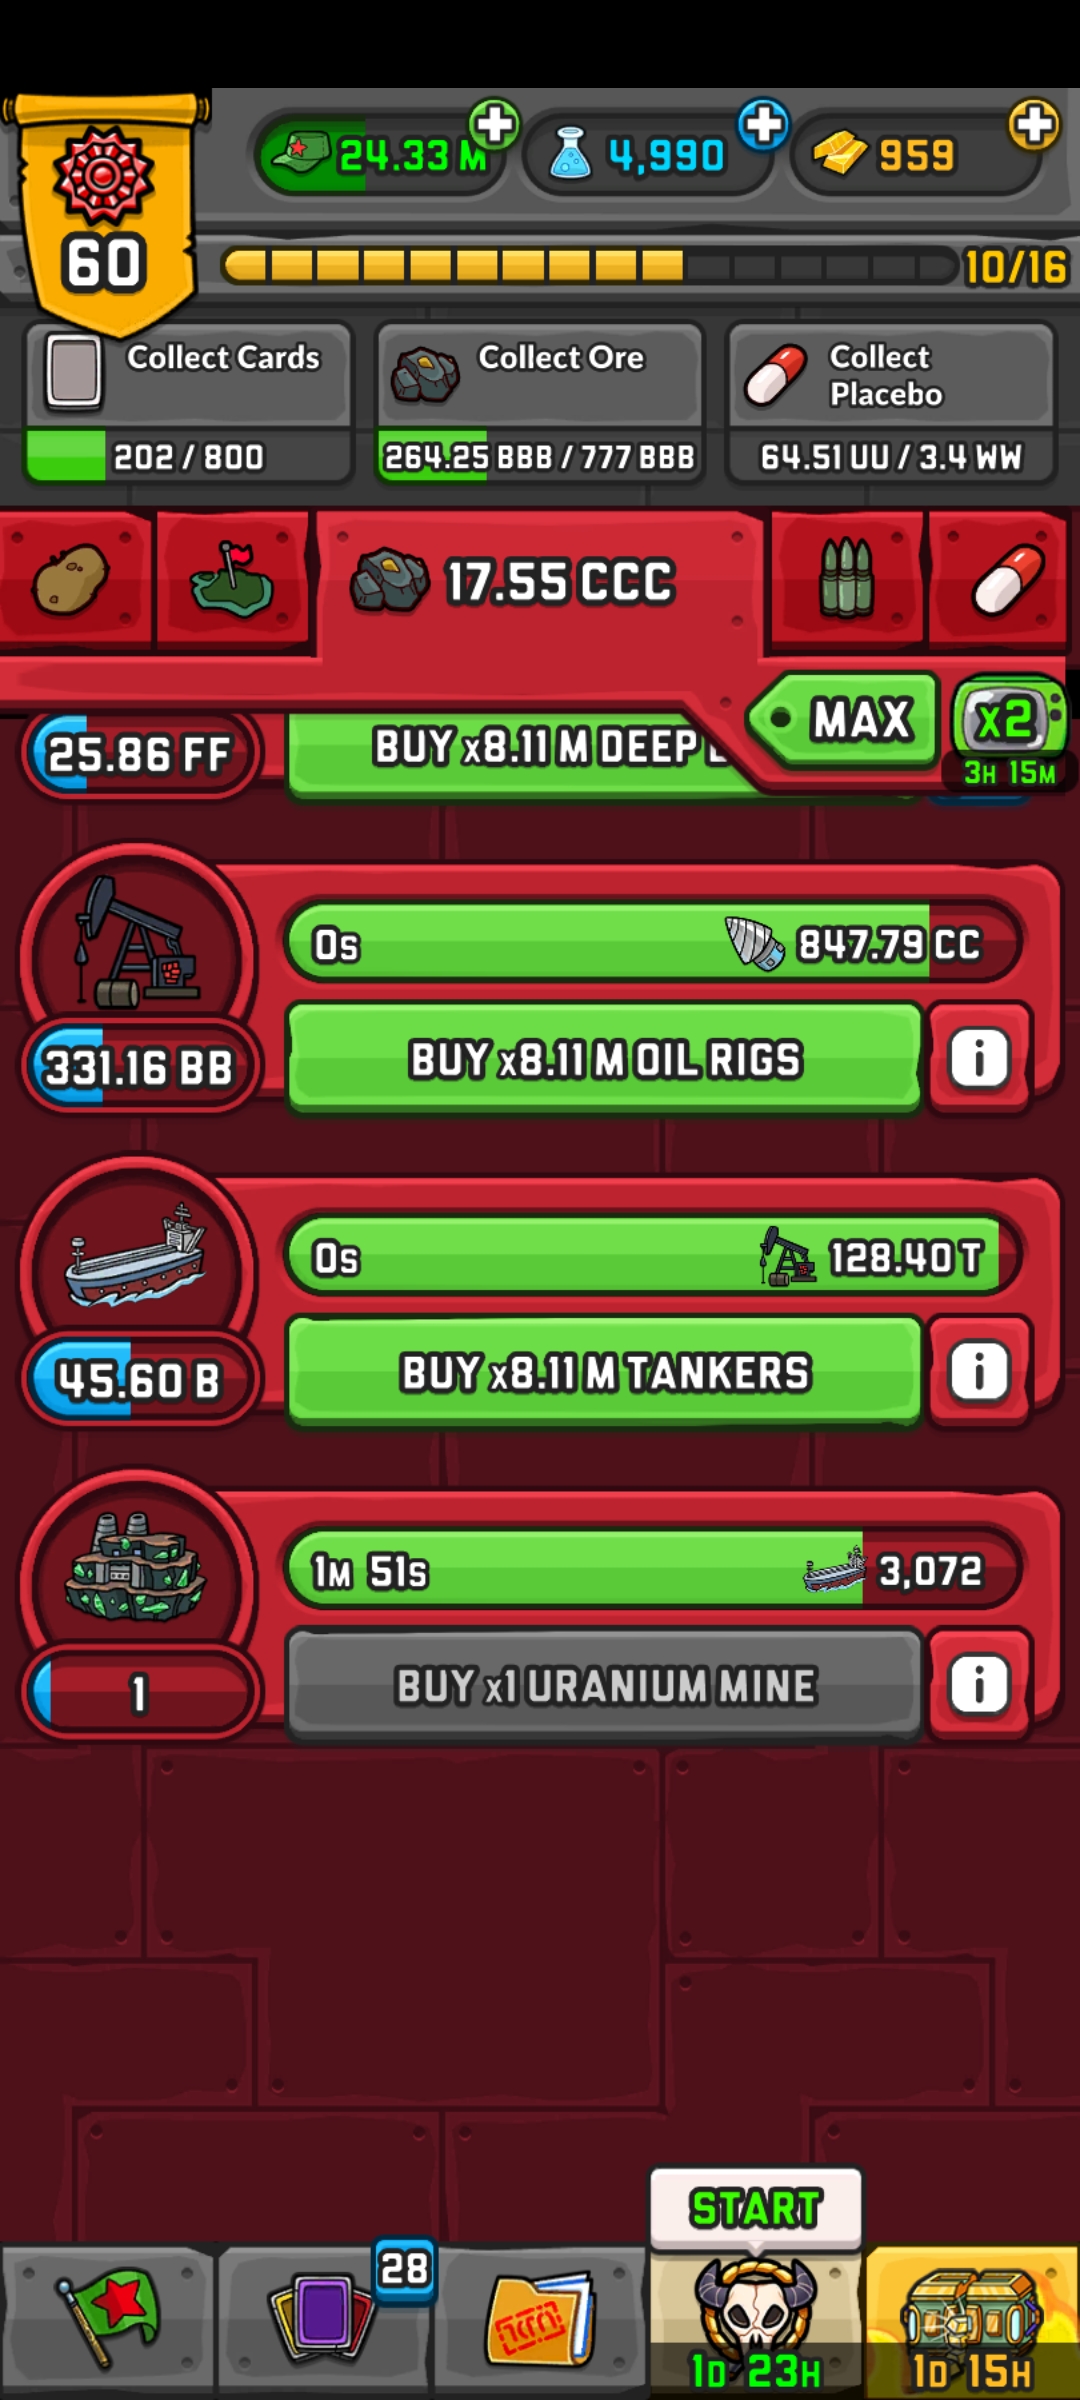 60
24.33 M
4,990
959
10/16
Collect Cards
202 / 800
Collect Ore
264.25 BBB / 777 BBB
Collect
Placebo
64.51 UU / 3.4 WW
17.55 CCC
MAX
x2
3H 15M
25.86 FF
BUY x8.11 M DEEP
0s
847.79 CC
331.16 BB
BUY x8.11 M OIL RIGS
i
0s
128.40 T
45.60 B
BUY x8.11 M TANKERS
i
1M 51s
3,072
1
BUY x1 URANIUM MINE
i
START
28
1D 23H
1D 15H